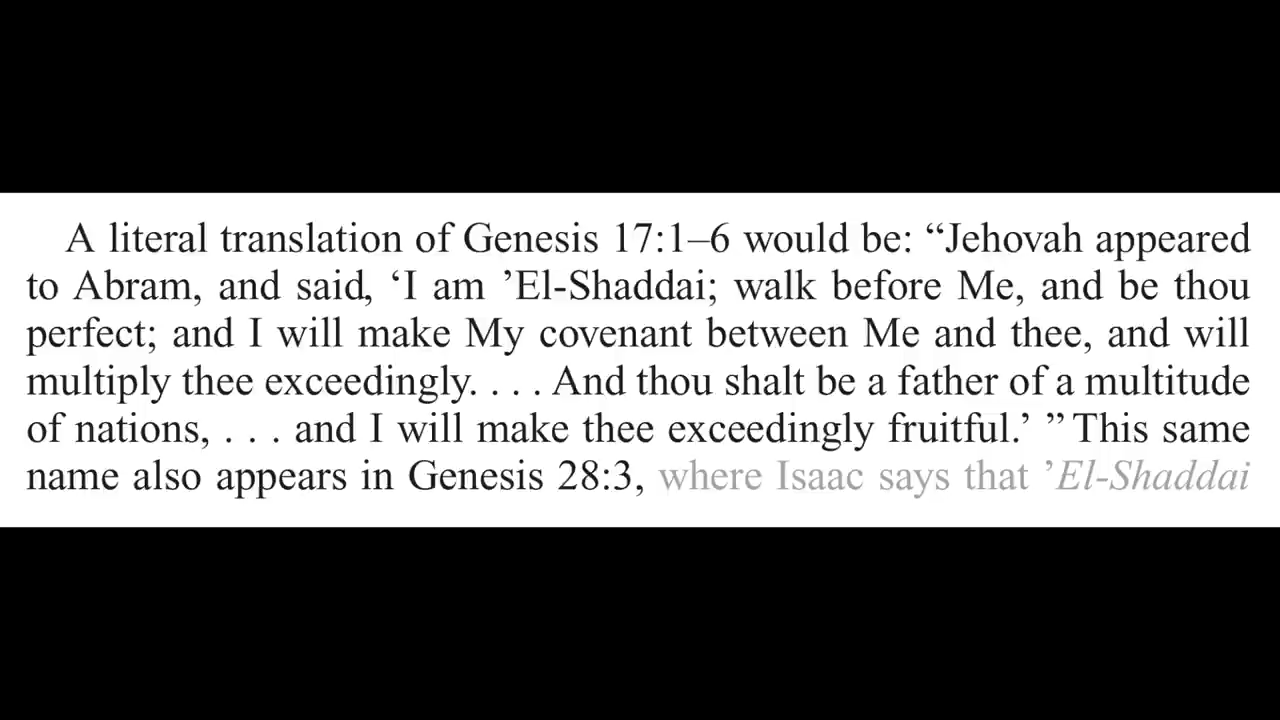 A literal translation of Genesis 17:1–6 would be: “Jehovah appeared
to Abram, and said, ‘I am ’El-Shaddai; walk before Me, and be thou
perfect; and I will make My covenant between Me and thee, and will
multiply thee exceedingly. . . . And thou shalt be a father of a multitude
of nations, . . . and I will make thee exceedingly fruitful.’ ” This same
name also appears in Genesis 28:3, where Isaac says that ’El-Shaddai